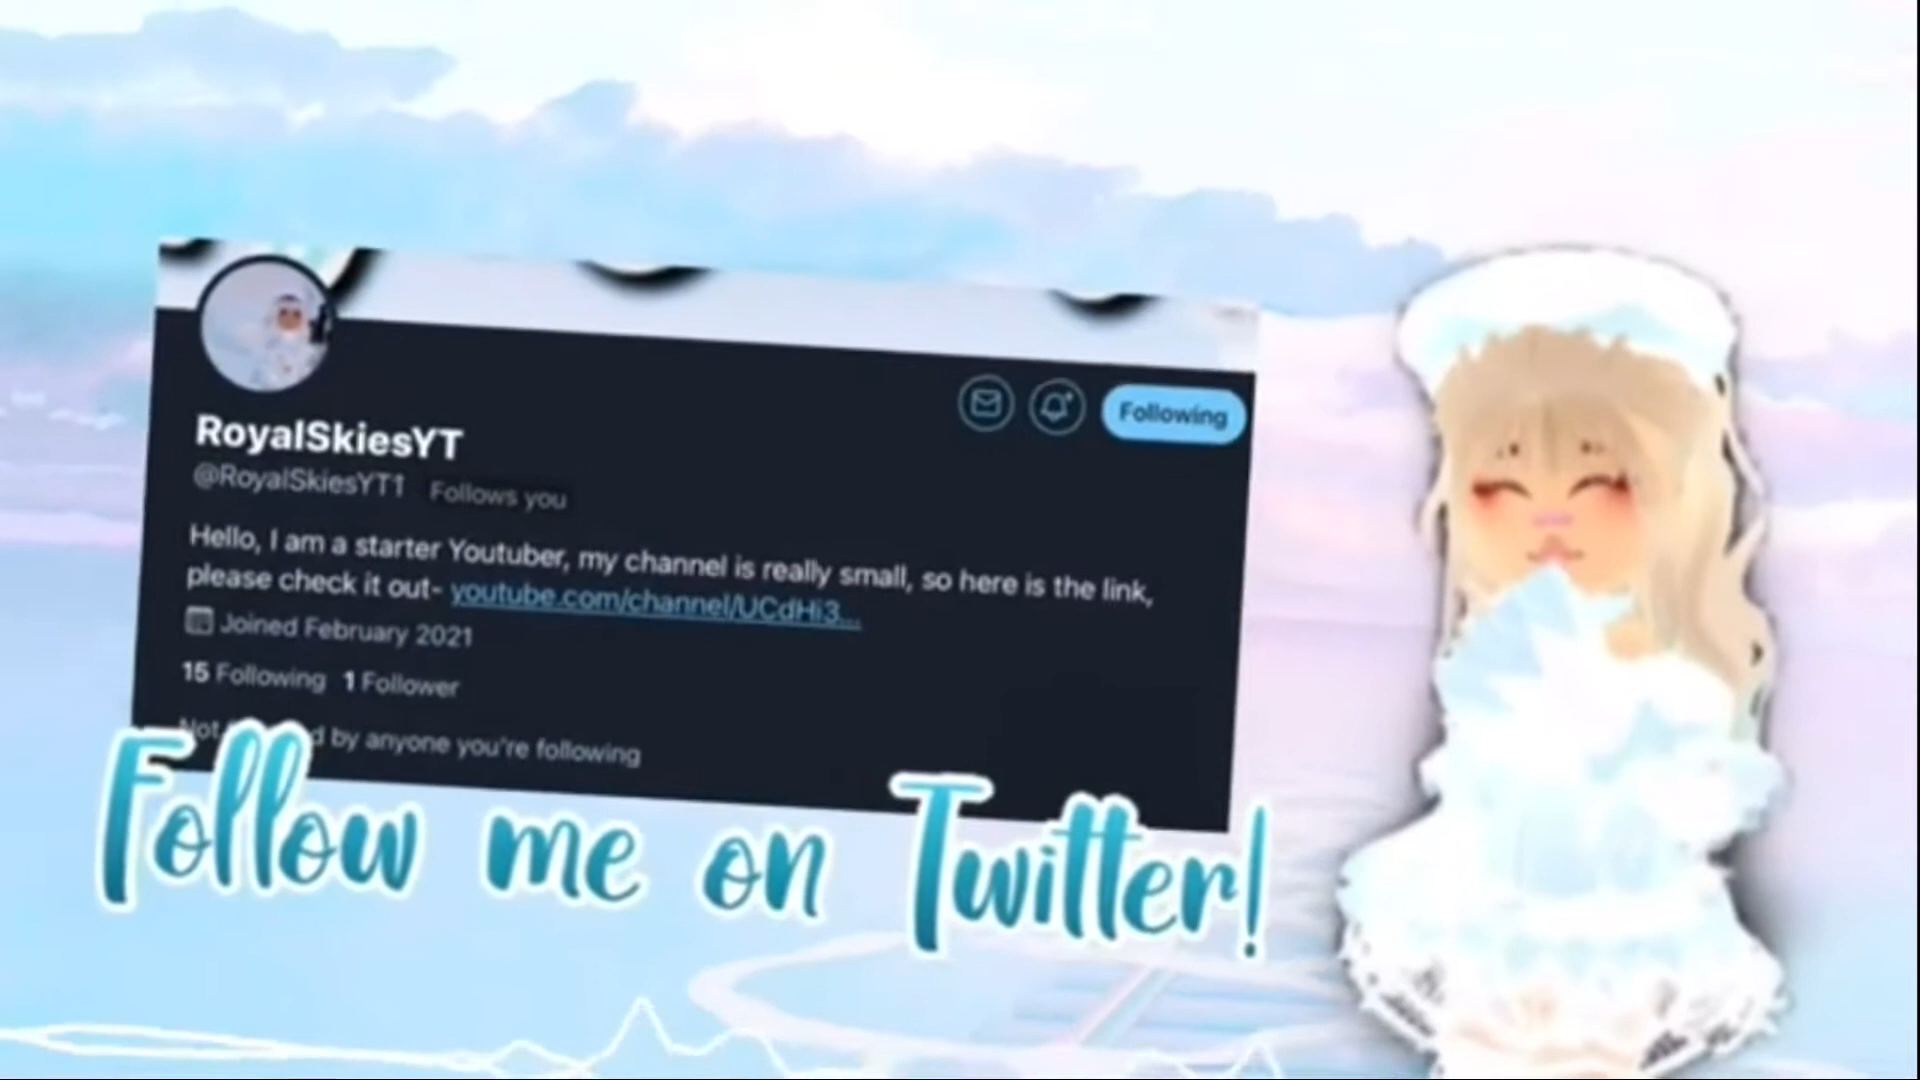 Following
RoyalSkiesYT
@RoyalSkiesYT1 Follows you
Hello, I am a starter Youtuber, my channel is really small, so here is the link,
please check it out- youtube.com/channel/UCdHi3...
Joined February 2021
15 Following 1 Follower
Not by anyone you're following
Follow me on Twitter!